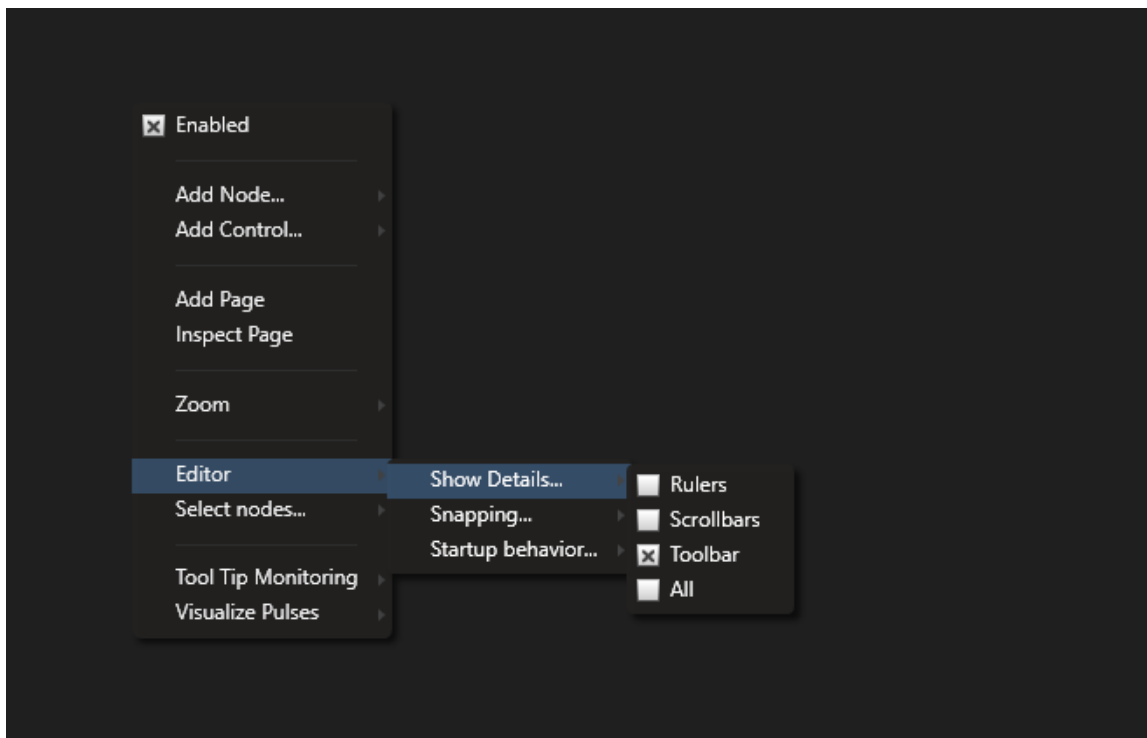 Enabled
Add Node...
Add Control...
Add Page
Inspect Page
Zoom
Editor
Select nodes...
Tool Tip Monitoring
Visualize Pulses
Show Details...
Snapping...
Startup behavior...
Rulers
Scrollbars
Toolbar
All